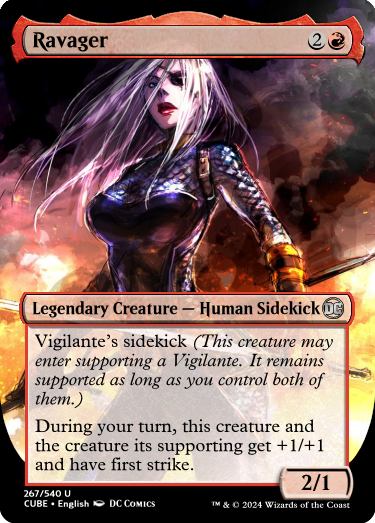 Ravager 2
Legendary Creature — Human Sidekick DC
Vigilante's sidekick (This creature may
enter supporting a Vigilante. It remains
supported as long as you control both of
them.)
During your turn, this creature and
the creature its supporting get +1/+1
and have first strike.
2/1
267/540 U
CUBE • English DC COMICS
™ & © 2024 Wizards of the Coast